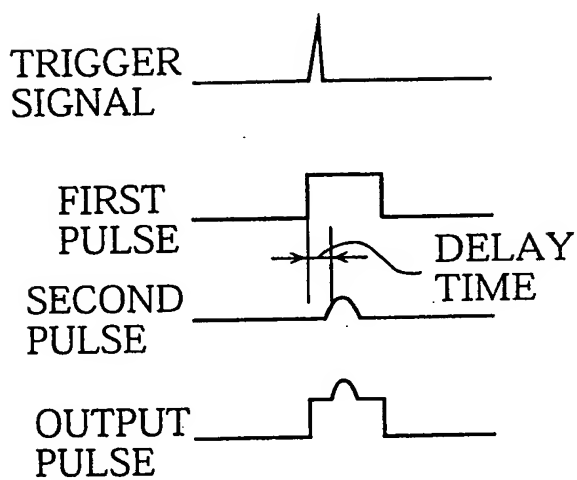 TRIGGER
SIGNAL
FIRST
PULSE
DELAY
TIME
SECOND
PULSE
OUTPUT
PULSE